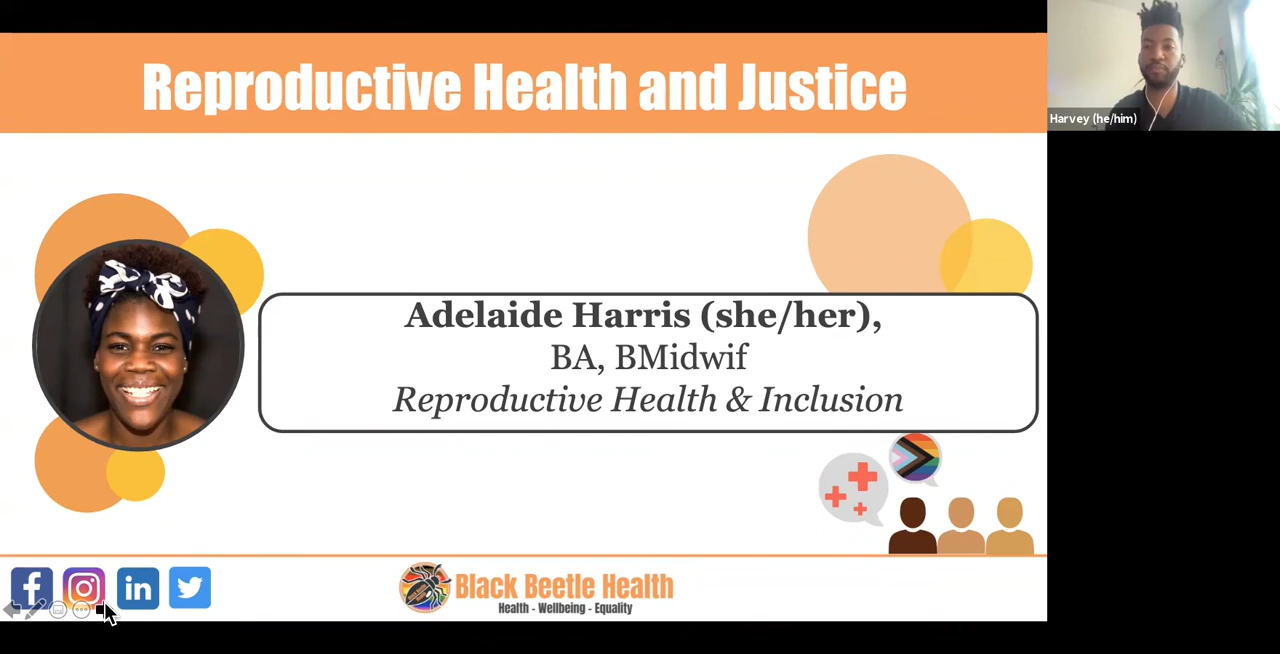 Reproductive Health and Justice
Harvey (he/him)
Adelaide Harris (she/her),
BA, BMidwif
Reproductive Health & Inclusion
Black Beetle Health
Health - Wellbeing - Equality